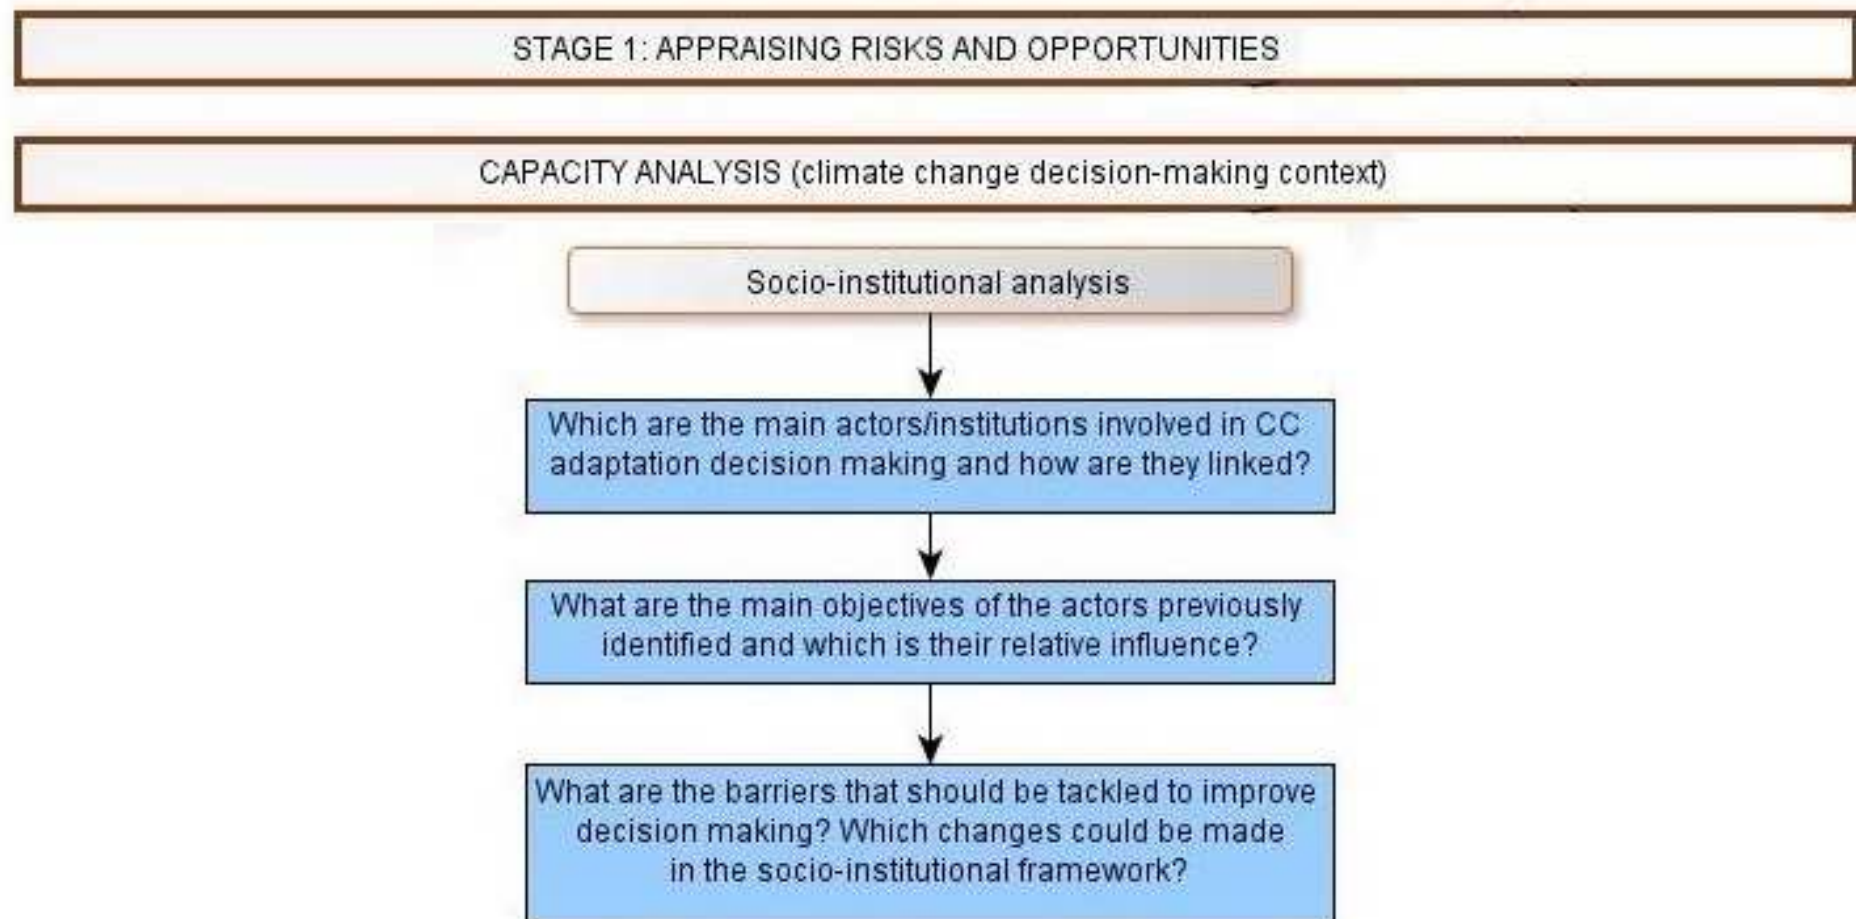 STAGE 1: APPRAISING RISKS AND OPPORTUNITIES
CAPACITY ANALYSIS (climate change decision-making context)
Socio-institutional analysis
Which are the main actors/institutions involved in CC
adaptation decision making and how are they linked?
What are the main objectives of the actors previously
identified and which is their relative influence?
What are the barriers that should be tackled to improve
decision making? Which changes could be made
in the socio-institutional framework?